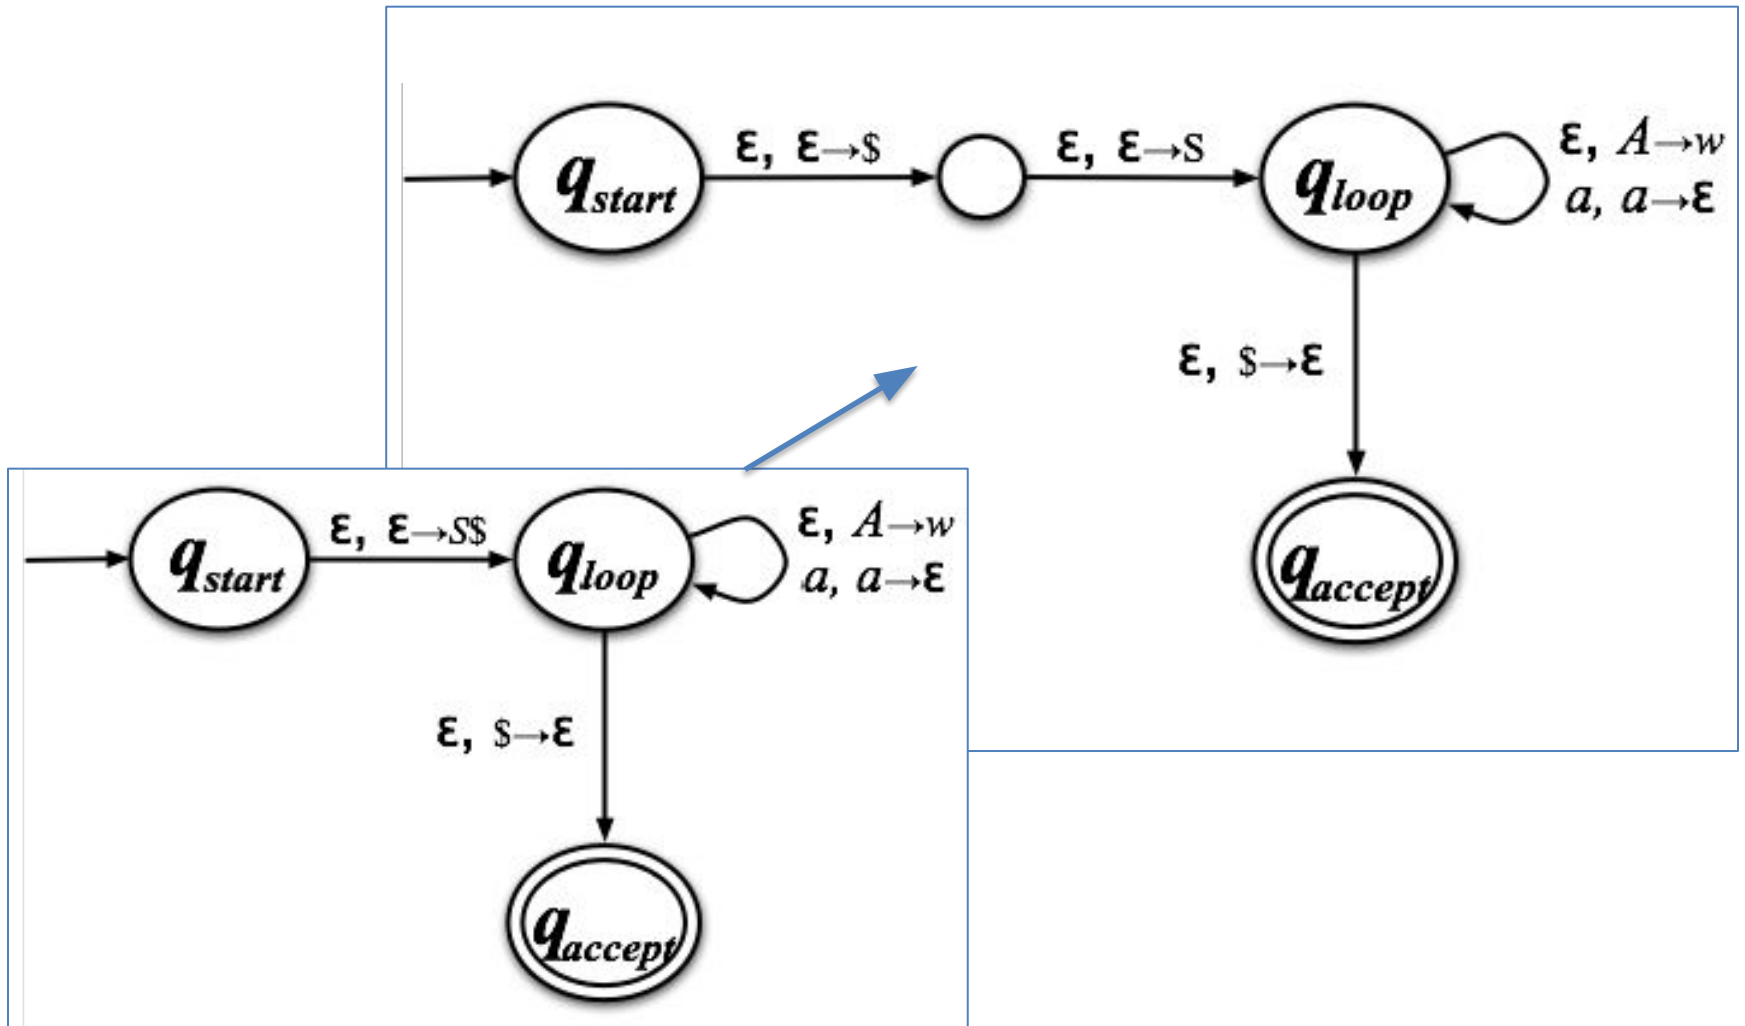 ε, ε→$
ε, ε→S
ε, A→w
q_start
q_loop
a, a→ε
ε, $→ε
q_accept
ε, ε→S$
ε, A→w
q_start
q_loop
a, a→ε
ε, $→ε
q_accept